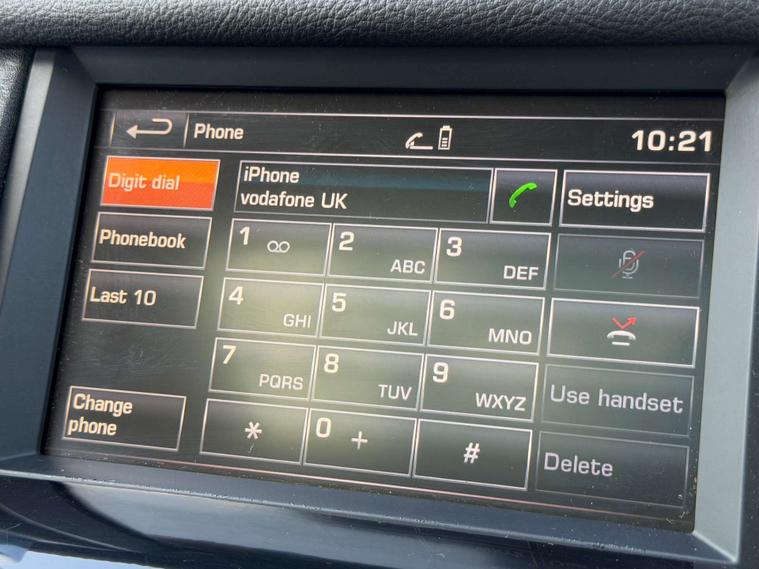 Phone
10:21
Digit dial
iPhone
vodafone UK
Settings
Phonebook
1
2 ABC
3 DEF
Last 10
4 GHI
5 JKL
6 MNO
7 PQRS
8 TUV
9 WXYZ
Use handset
Change
phone
*
0 +
#
Delete